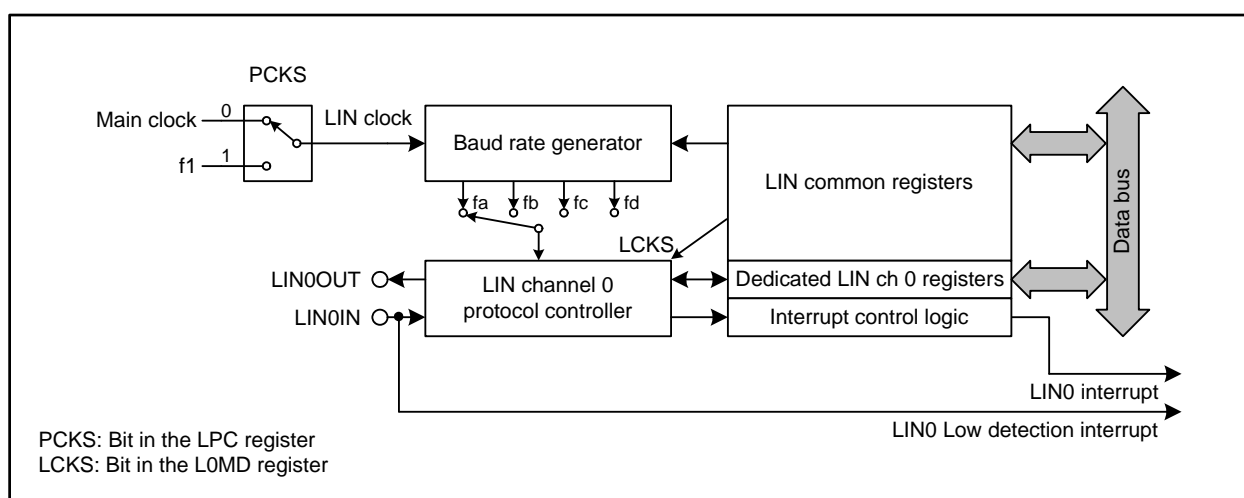 PCKS
Main clock
0
LIN clock
f1
1
Baud rate generator
fa
fb
fc
fd
LIN common registers
Data bus
LCKS
LIN0OUT
LIN0IN
LIN channel 0
protocol controller
Dedicated LIN ch 0 registers
Interrupt control logic
LIN0 interrupt
LIN0 Low detection interrupt
PCKS: Bit in the LPC register
LCKS: Bit in the L0MD register